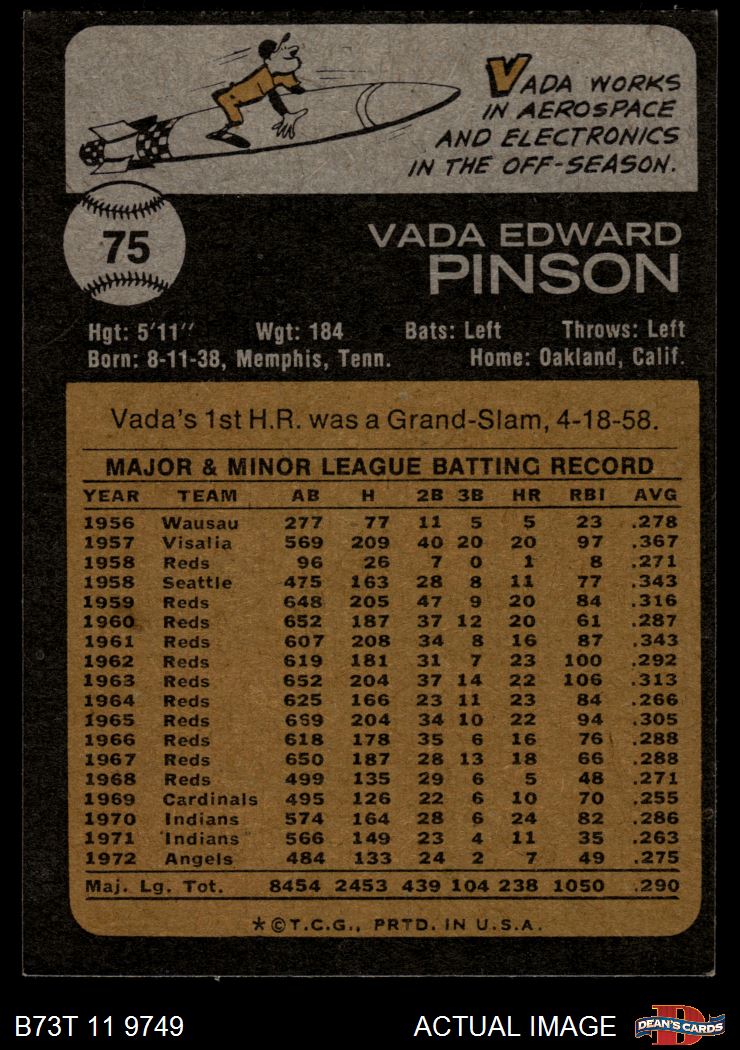 VADA WORKS
IN AEROSPACE
AND ELECTRONICS
IN THE OFF-SEASON.
75
VADA EDWARD
PINSON
Hgt: 5'11" Wgt: 184 Bats: Left Throws: Left
Born: 8-11-38, Memphis, Tenn. Home: Oakland, Calif.
Vada's 1st H.R. was a Grand-Slam, 4-18-58.
MAJOR & MINOR LEAGUE BATTING RECORD
YEAR TEAM AB H 2B 3B HR RBI AVG
1956 Wausau 277 77 11 5 5 23 .278
1957 Visalia 569 209 40 20 20 97 .367
1958 Reds 96 26 7 0 1 8 .271
1958 Seattle 475 163 28 8 11 77 .343
1959 Reds 648 205 47 9 20 84 .316
1960 Reds 652 187 37 12 20 61 .287
1961 Reds 607 208 34 8 16 87 .343
1962 Reds 619 181 31 7 23 100 .292
1963 Reds 652 204 37 14 22 106 .313
1964 Reds 625 166 23 11 23 84 .266
1965 Reds 669 204 34 10 22 94 .305
1966 Reds 618 178 35 6 16 76 .288
1967 Reds 650 187 28 13 18 66 .288
1968 Reds 499 135 29 6 5 48 .271
1969 Cardinals 495 126 22 6 10 70 .255
1970 Indians 574 164 28 6 24 82 .286
1971 Indians 566 149 23 4 11 35 .263
1972 Angels 484 133 24 2 7 49 .275
Maj. Lg. Tot. 8454 2453 439 104 238 1050 .290
*©T.C.G., PRTD. IN U.S.A.
B73T 11 9749 ACTUAL IMAGE
D
DEAN'S CARDS